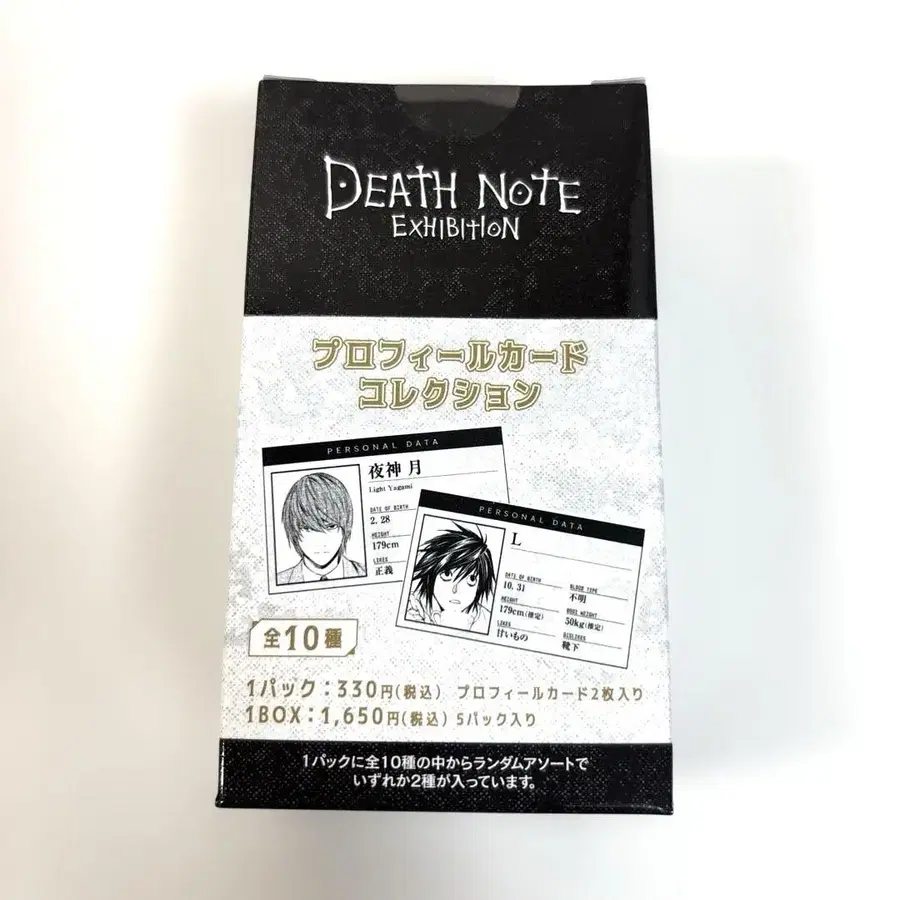 DEATH NOTE
EXHIBITION
プロフィールカード
コレクション
PERSONAL DATA
夜神 月
Light Yagami
DATE OF BIRTH
2. 28
HEIGHT
179cm
LIKES
正義
PERSONAL DATA
L
DATE OF BIRTH
10. 31
BLOOD TYPE
不明
HEIGHT
179cm(推定)
BODY WEIGHT
50kg(推定)
LIKES
甘いもの
DISLIKES
靴下
全10種
1パック：330円(税込) プロフィールカード2枚入り
1BOX：1,650円(税込) 5パック入り
1パックに全10種の中からランダムアソートで
いずれか2種が入っています。